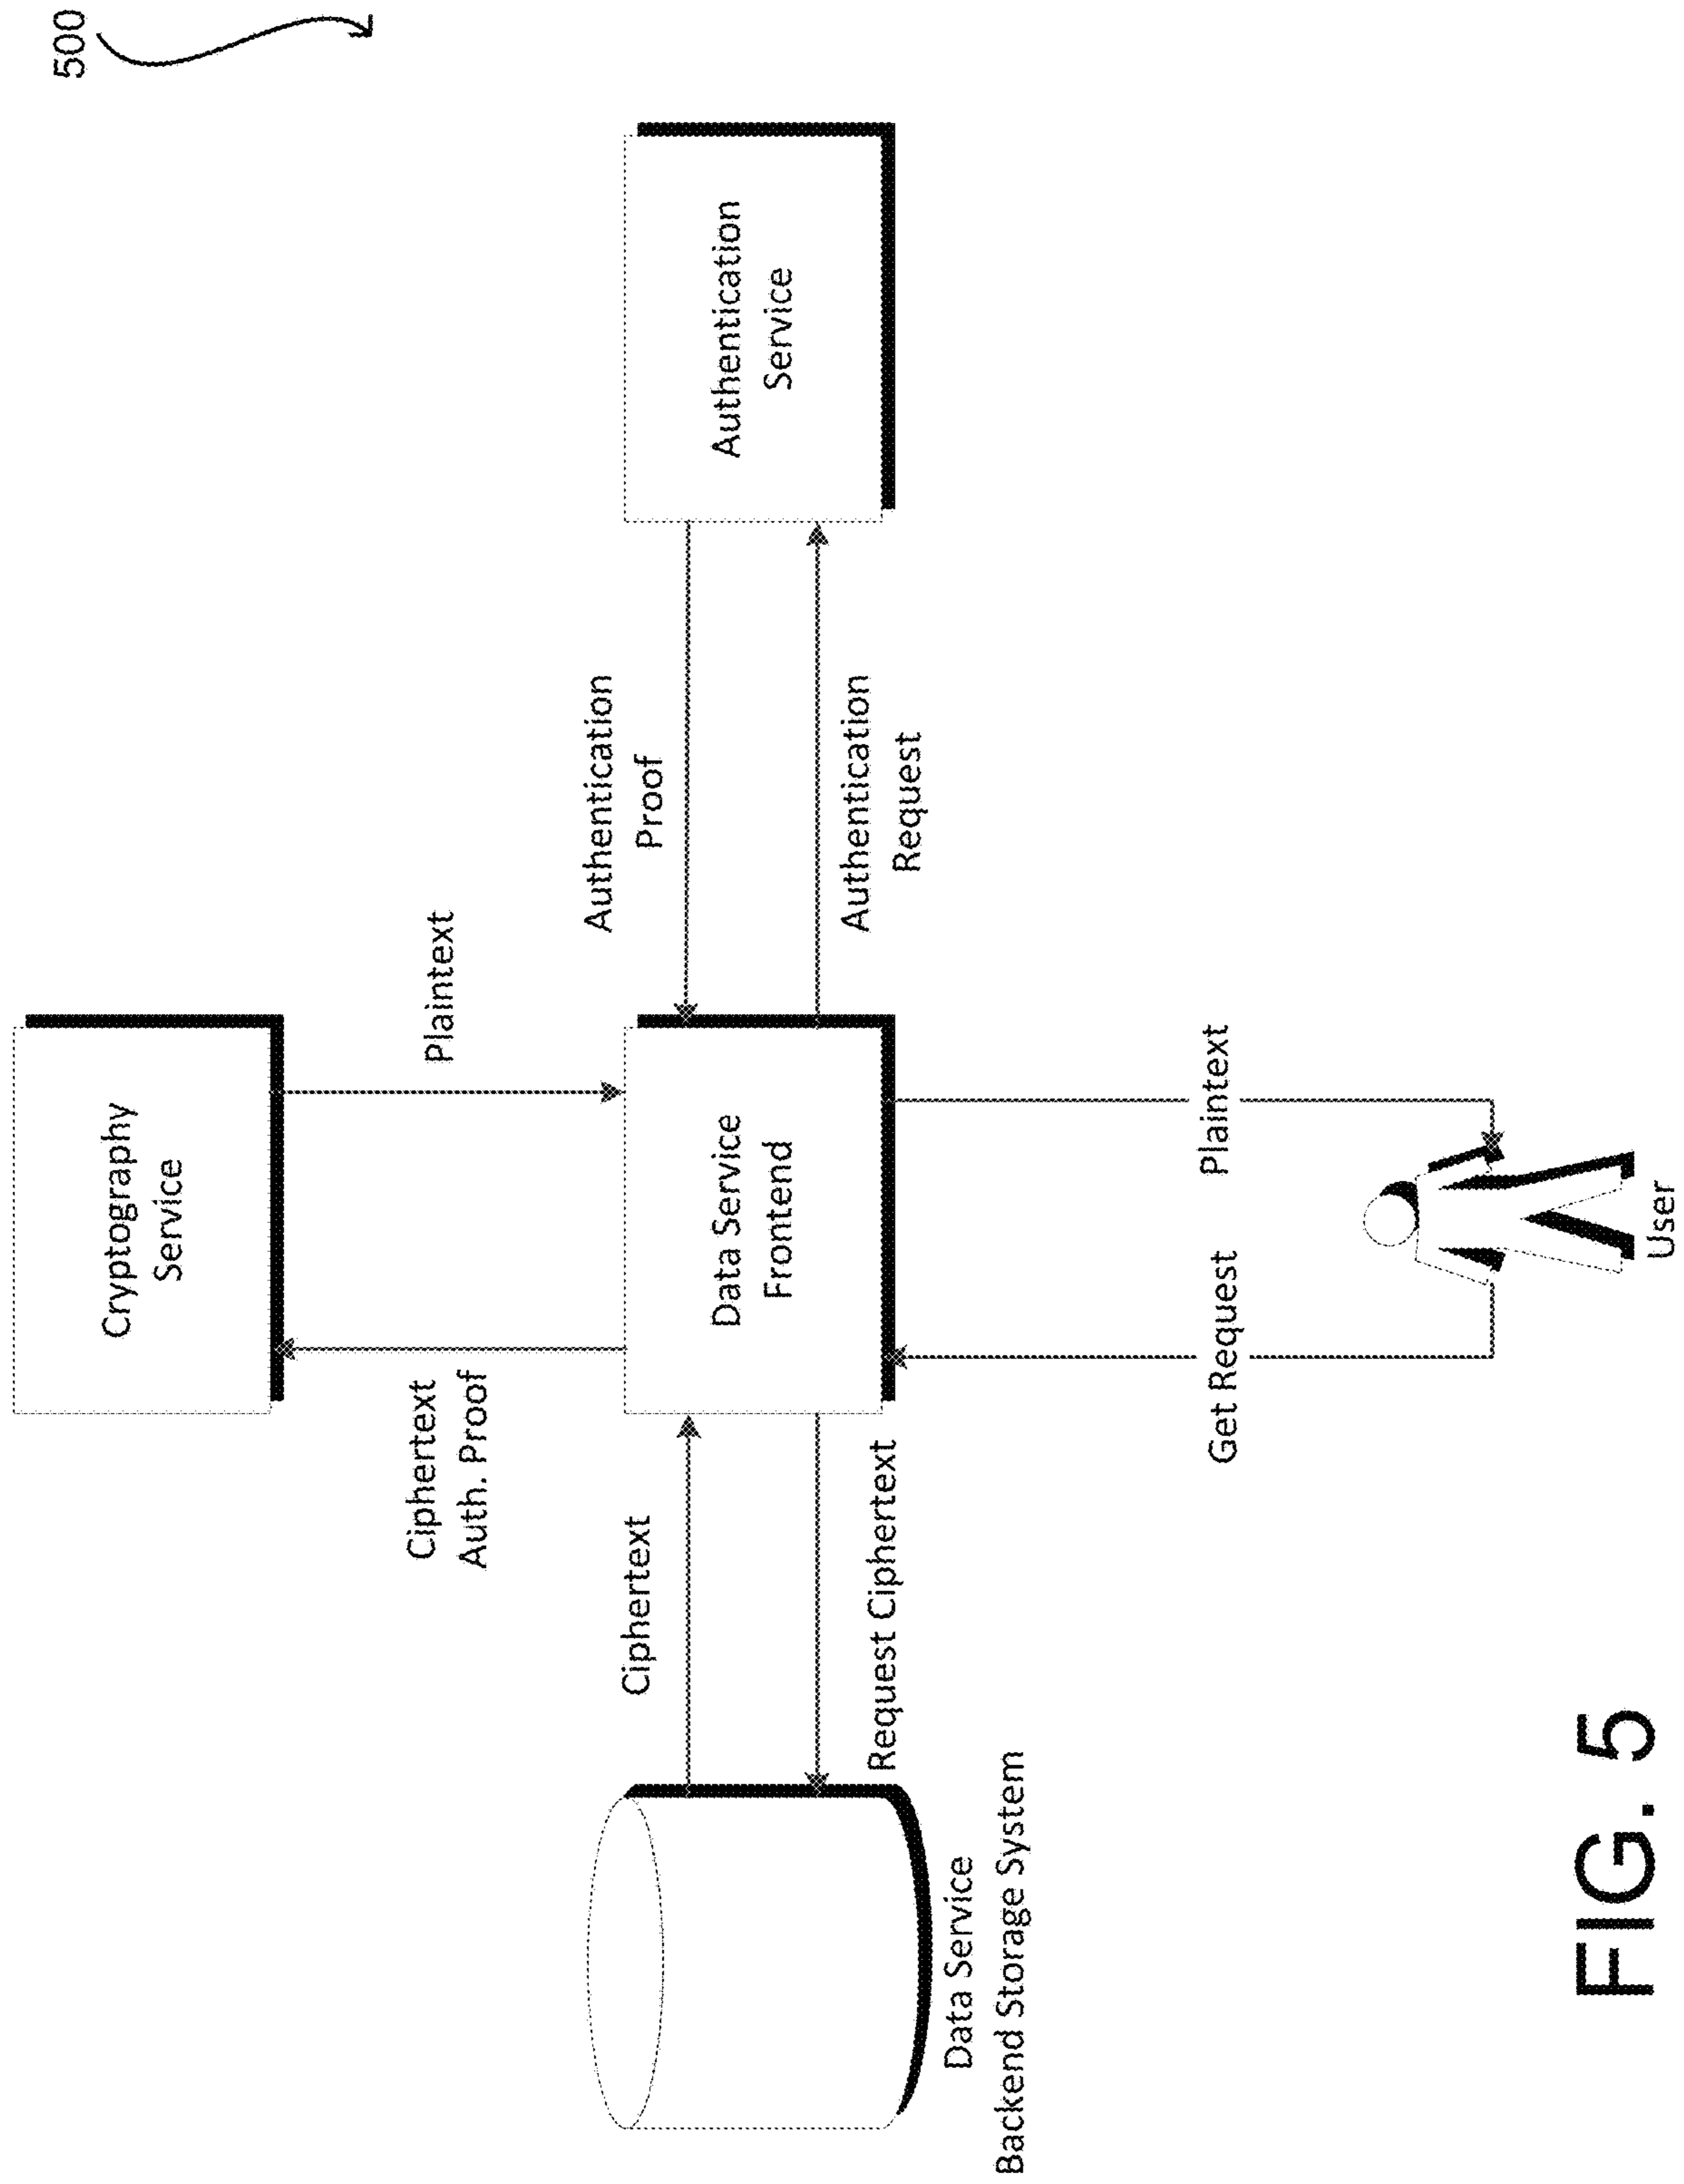 500
Cryptography
Service
Ciphertext
Auth. Proof
Plaintext
Ciphertext
Data Service
Frontend
Authentication
Proof
Authentication
Service
Request Ciphertext
Authentication
Request
Data Service
Backend Storage System
Get Request
Plaintext
User
FIG. 5